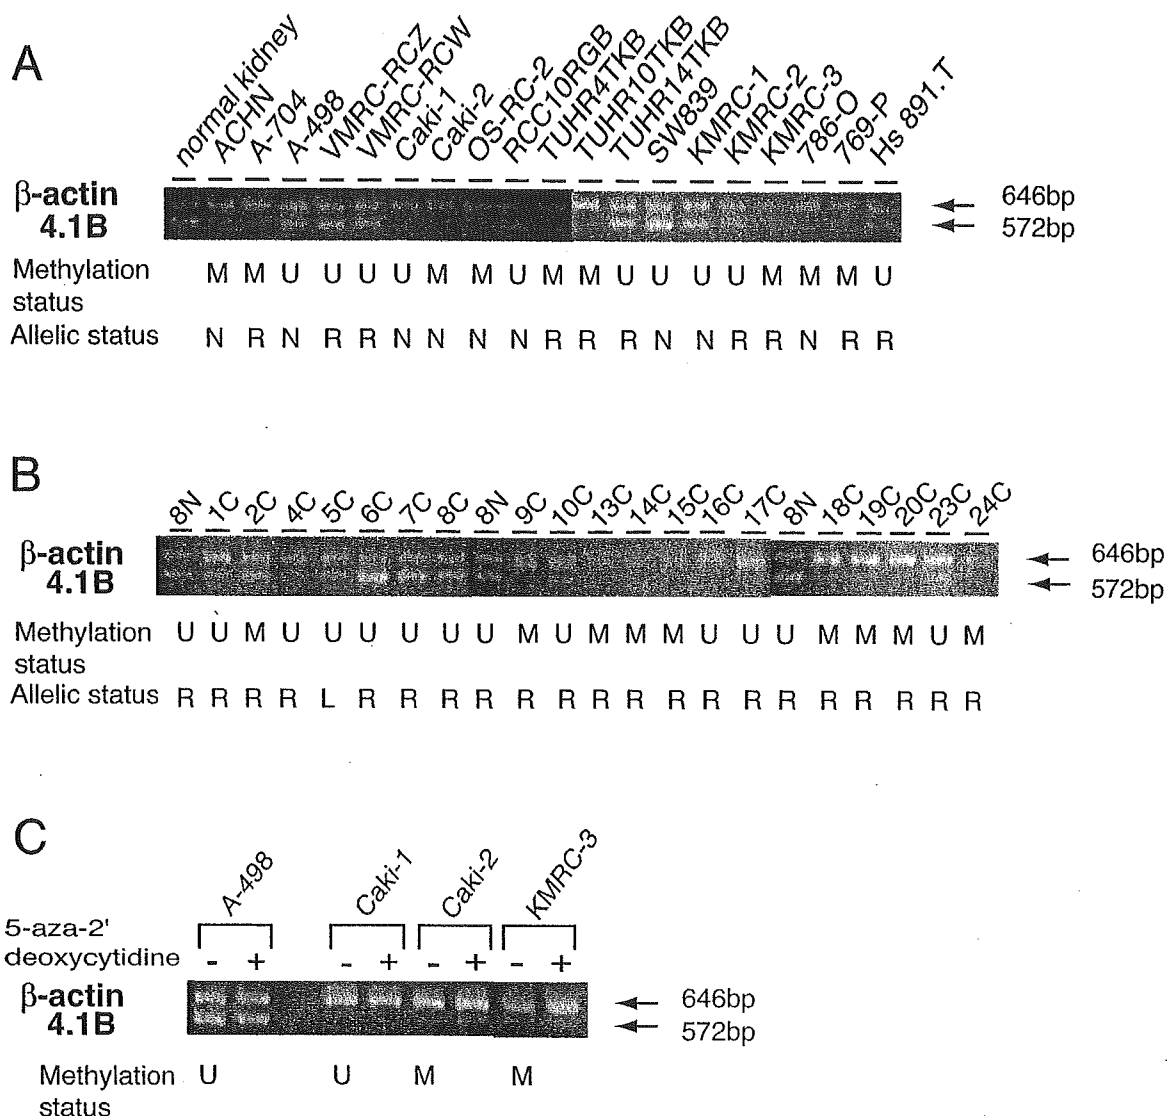 A
normal kidney
ACHN
A-704
A-498
VMRC-RCZ
VMRC-RCW
Caki-1
Caki-2
OS-RC-2
RCC10RGB
TUHR4TKB
TUHR10TKB
TUHR14TKB
SW839
KMRC-1
KMRC-2
KMRC-3
786-O
769-P
Hs 891.T
β-actin 646bp
4.1B 572bp
Methylation status M M U U U U M M U M M U U U U M M M U
Allelic status N R N R R N N N N R R R N N R R N R R
B
8N 1C 2C 4C 5C 6C 7C 8C 8N 9C 10C 13C 14C 15C 16C 17C 8N 18C 19C 20C 23C 24C
β-actin 646bp
4.1B 572bp
Methylation status U U M U U U U U U M U M M M U U U M M M U M
Allelic status R R R R L R R R R R R R R R R R R R R R R R
C
A-498 Caki-1 Caki-2 KMRC-3
5-aza-2'
deoxycytidine - + - + - + - +
β-actin 646bp
4.1B 572bp
Methylation status U U M M